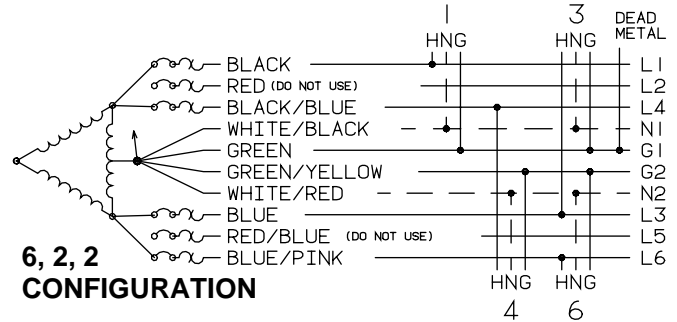 1 3 DEAD
HNG HNG METAL
BLACK L1
RED (DO NOT USE) L2
BLACK/BLUE L4
WHITE/BLACK N1
GREEN G1
GREEN/YELLOW G2
WHITE/RED N2
BLUE L3
RED/BLUE (DO NOT USE) L5
BLUE/PINK L6
6, 2, 2
CONFIGURATION
HNG HNG
4 6